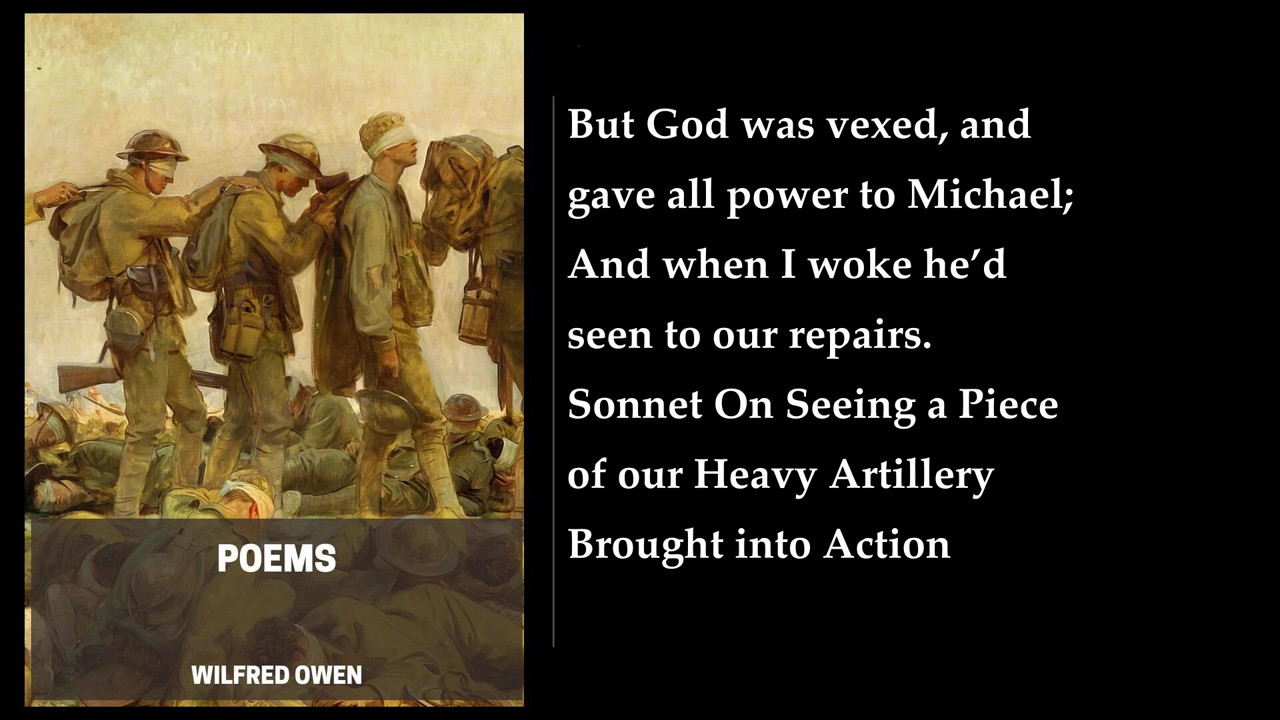 POEMS
WILFRED OWEN
But God was vexed, and
gave all power to Michael;
And when I woke he’d
seen to our repairs.
Sonnet On Seeing a Piece
of our Heavy Artillery
Brought into Action